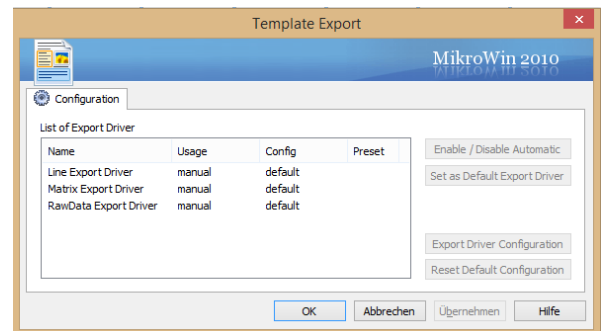 Template Export
MikroWin 2010
Configuration
List of Export Driver
Name Usage Config Preset
Line Export Driver manual default
Matrix Export Driver manual default
RawData Export Driver manual default
Enable / Disable Automatic
Set as Default Export Driver
Export Driver Configuration
Reset Default Configuration
OK Abbrechen Übernehmen Hilfe